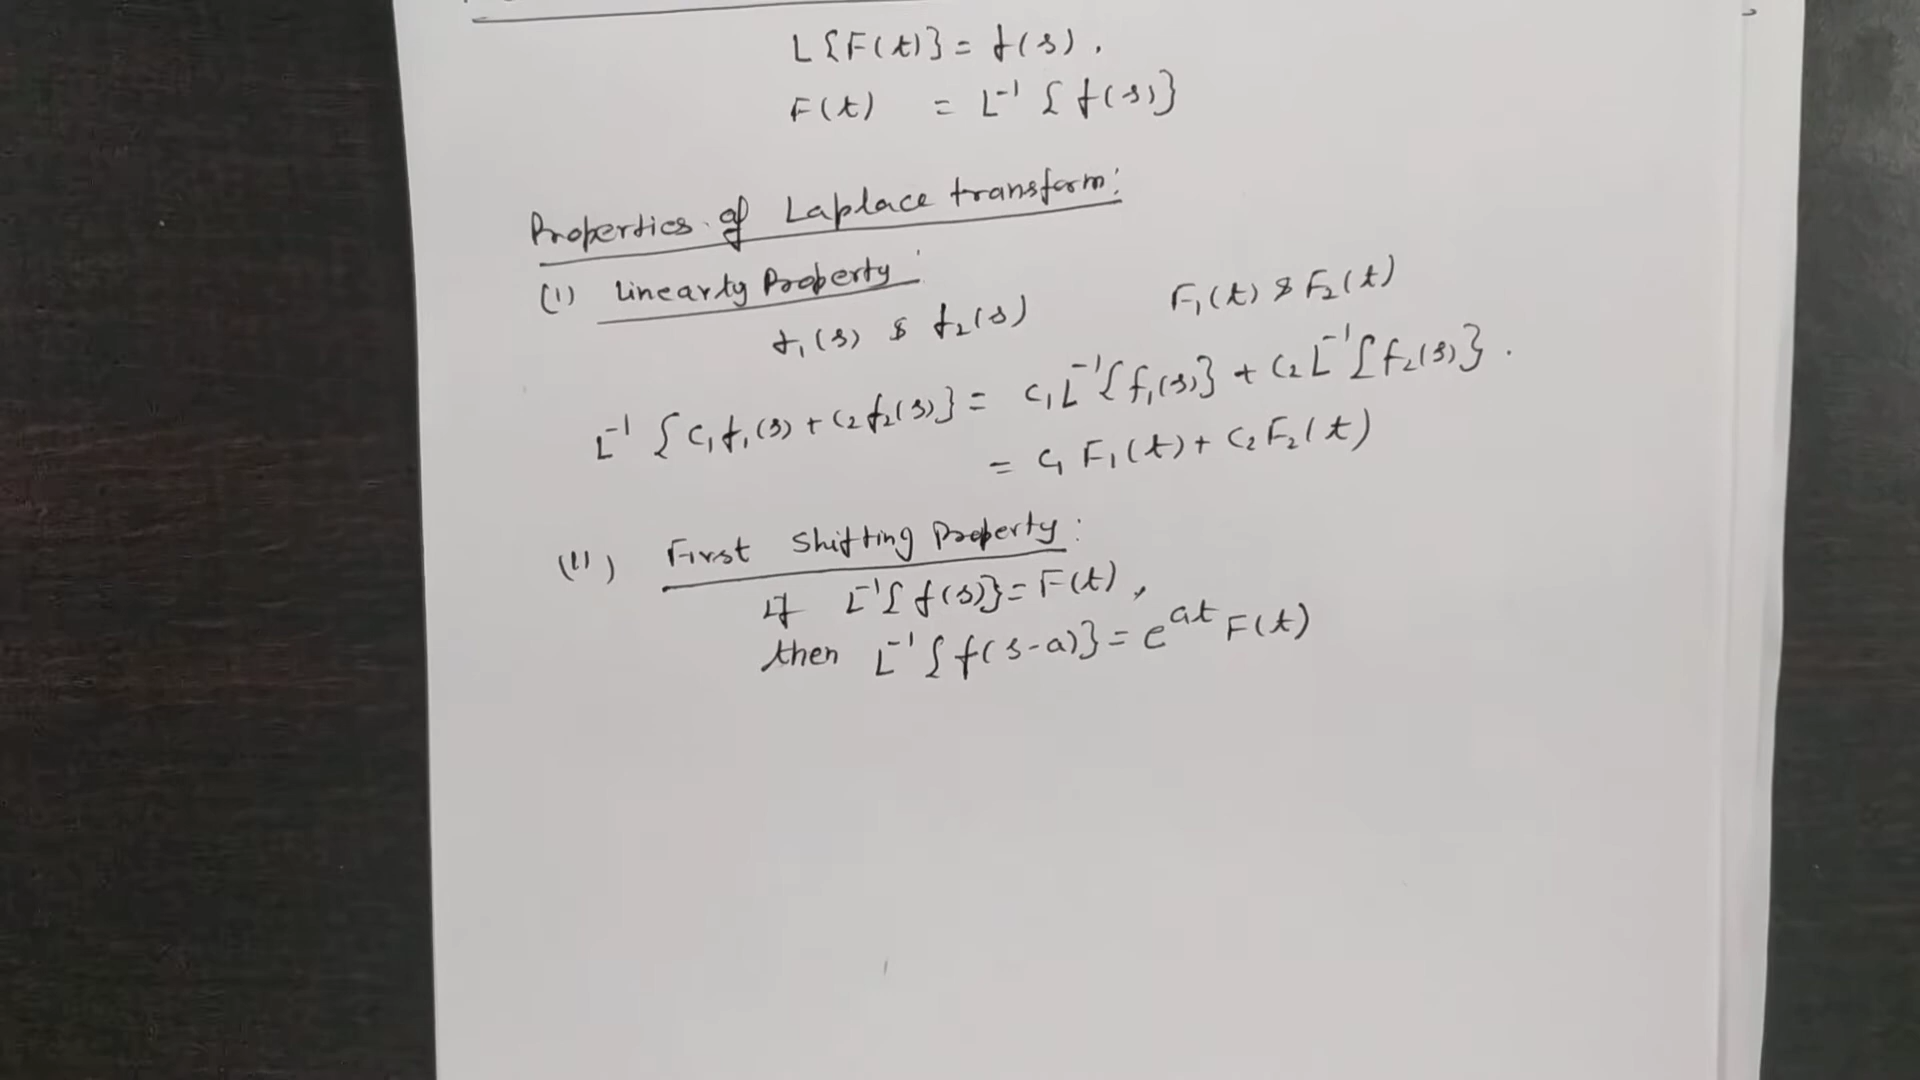 L{F(t)} = f(s).
F(t) = L⁻¹{f(s)}
Properties of Laplace transform:
(i) Linearity Property:
f₁(s) & f₂(s) F₁(t) & F₂(t)
L⁻¹{c₁f₁(s) + c₂f₂(s)} = c₁L⁻¹{f₁(s)} + c₂L⁻¹{f₂(s)}.
= c₁F₁(t) + c₂F₂(t)
(ii) First Shifting Property:
If L⁻¹{f(s)} = F(t),
then L⁻¹{f(s-a)} = e^{at} F(t)